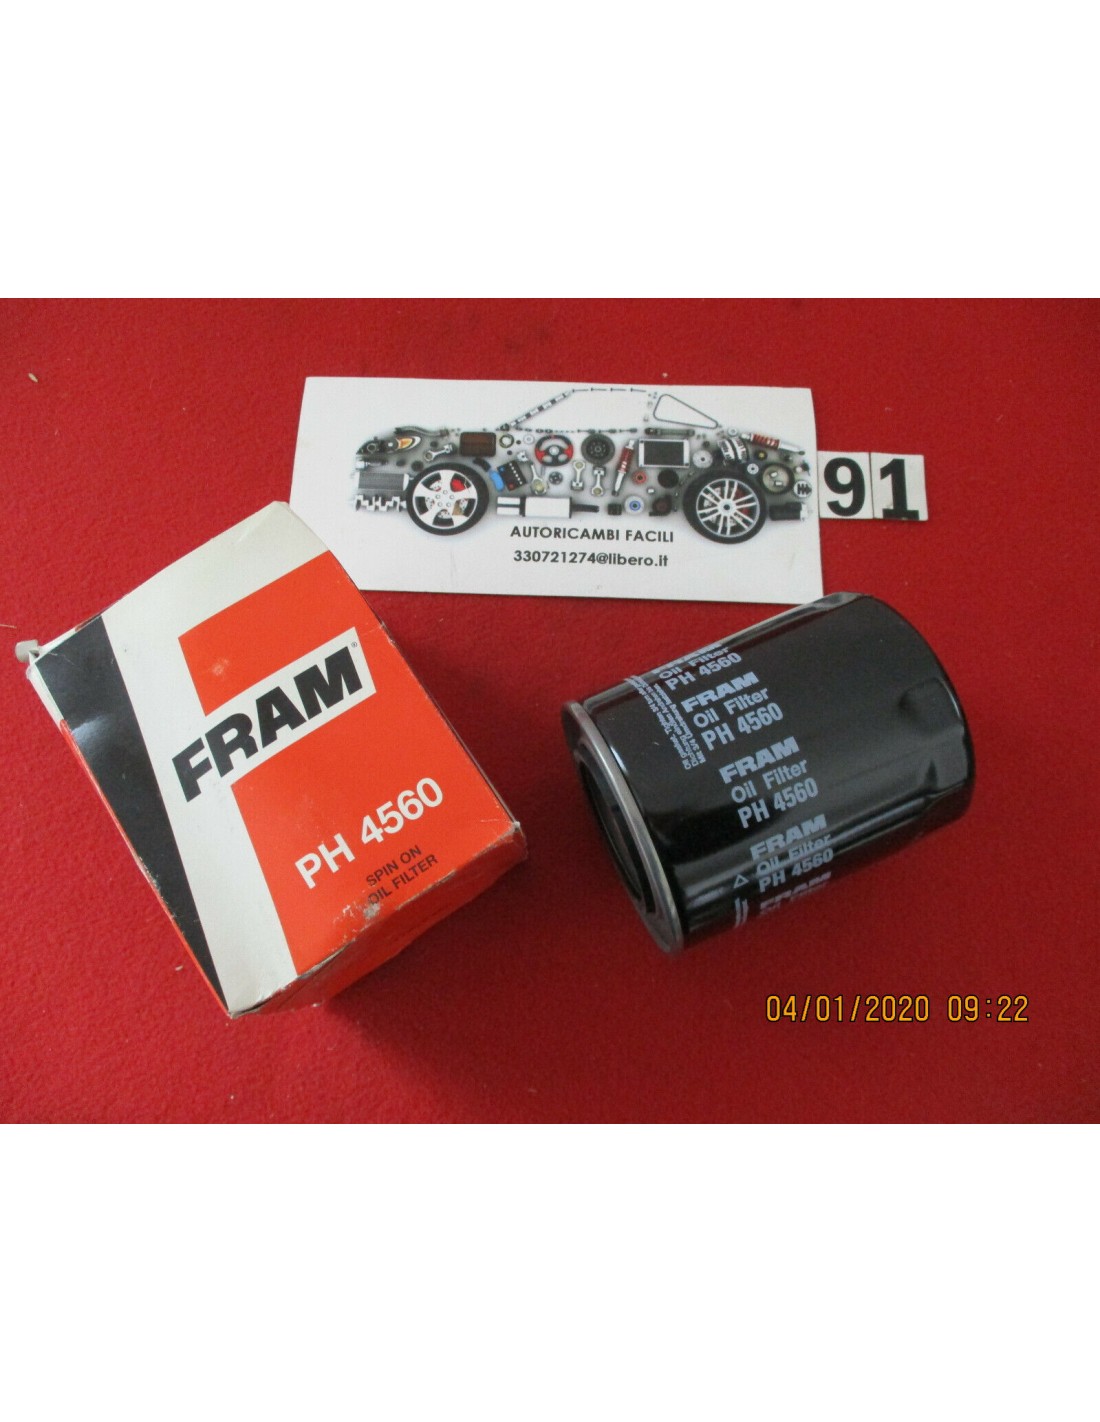 AUTORICAMBI FACILI
330721274@libero.it
91
FRAM®
PH 4560
SPIN ON
OIL FILTER
Oil Filter
PH 4560
FRAM
Oil Filter
PH 4560
FRAM
Oil Filter
PH 4560
FRAM
Oil Filter
PH 4560
FRAM
04/01/2020 09:22